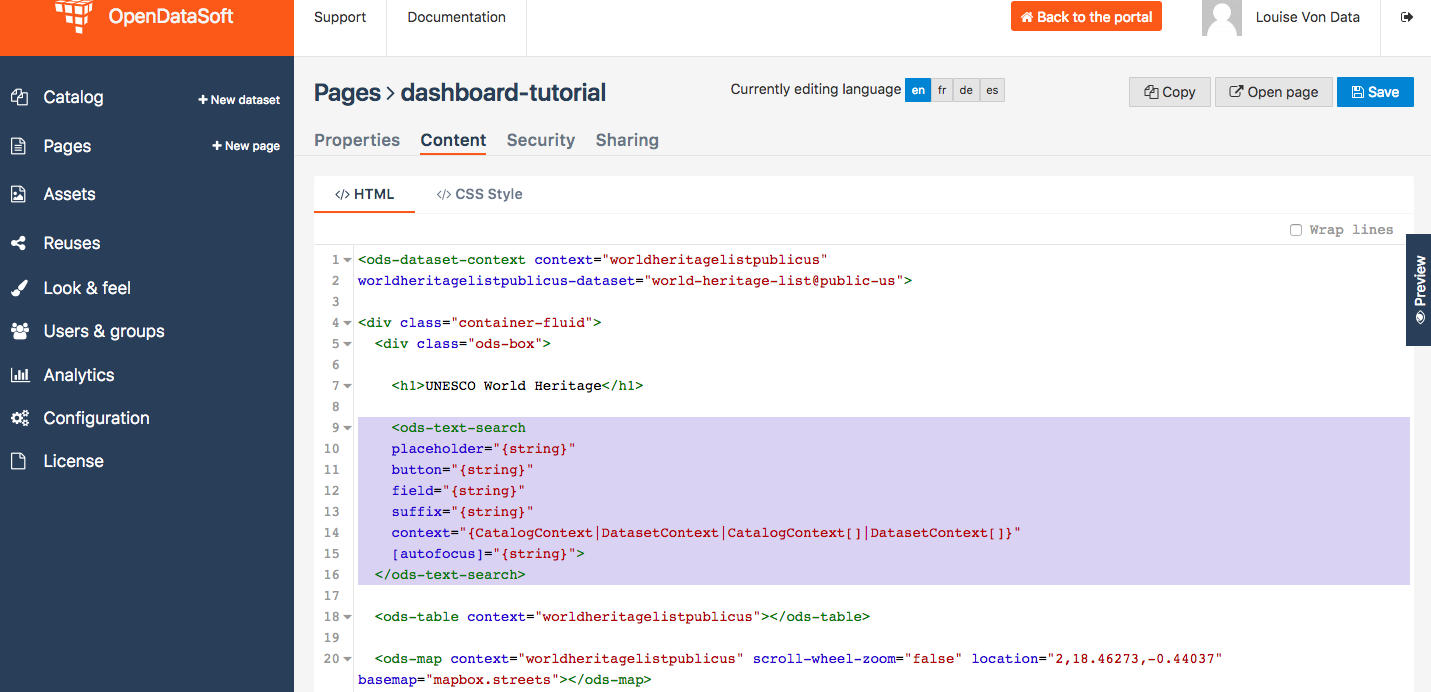 OpenDataSoft
Support
Documentation
Back to the portal
Louise Von Data
Catalog
+ New dataset
Pages
+ New page
Assets
Reuses
Look & feel
Users & groups
Analytics
Configuration
License
Pages > dashboard-tutorial
Currently editing language en fr de es
Copy
Open page
Save
Properties
Content
Security
Sharing
</> HTML
</> CSS Style
Wrap lines
Preview
1 <ods-dataset-context context="worldheritagelistpublicus"
2 worldheritagelistpublicus-dataset="world-heritage-list@public-us">
3
4 <div class="container-fluid">
5 <div class="ods-box">
6
7 <h1>UNESCO World Heritage</h1>
8
9 <ods-text-search
10 placeholder="{string}"
11 button="{string}"
12 field="{string}"
13 suffix="{string}"
14 context="{CatalogContext|DatasetContext|CatalogContext[]|DatasetContext[]}"
15 [autofocus]="{string}">
16 </ods-text-search>
17
18 <ods-table context="worldheritagelistpublicus"></ods-table>
19
20 <ods-map context="worldheritagelistpublicus" scroll-wheel-zoom="false" location="2,18.46273,-0.44037"
basemap="mapbox.streets"></ods-map>